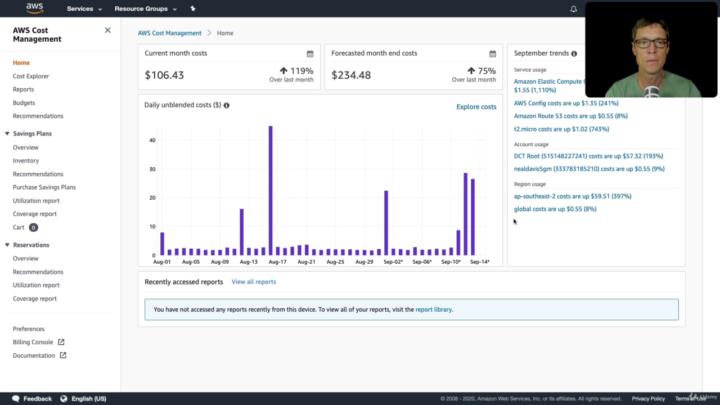 aws
Services
Resource Groups
AWS Cost
Management
Home
Cost Explorer
Reports
Budgets
Recommendations
Savings Plans
Overview
Inventory
Recommendations
Purchase Savings Plans
Utilization report
Coverage report
Cart 0
Reservations
Overview
Recommendations
Utilization report
Coverage report
Preferences
Billing Console
Documentation
AWS Cost Management > Home
Current month costs
$106.43
119%
Over last month
Forecasted month end costs
$234.48
75%
Over last month
Daily unblended costs ($)
Explore costs
40
30
20
10
0
Aug-01 Aug-05 Aug-09 Aug-13 Aug-17 Aug-21 Aug-25 Aug-29 Sep-02* Sep-06* Sep-10* Sep-14*
September trends
Service usage
Amazon Elastic Compute
$1.55 (1,110%)
AWS Config costs are up $1.35 (241%)
Amazon Route 53 costs are up $0.55 (8%)
t2.micro costs are up $1.02 (743%)
Account usage
DCT Root (515148227241) costs are up $57.32 (193%)
nealdavis5gm (333783185210) costs are up $0.55 (9%)
Region usage
ap-southeast-2 costs are up $59.51 (397%)
global costs are up $0.55 (8%)
Recently accessed reports
View all reports
You have not accessed any reports recently from this device. To view all of your reports, visit the report library.
Feedback
English (US)
© 2008 - 2020, Amazon Web Services, Inc. or its affiliates. All rights reserved.
Privacy Policy
Terms of Use